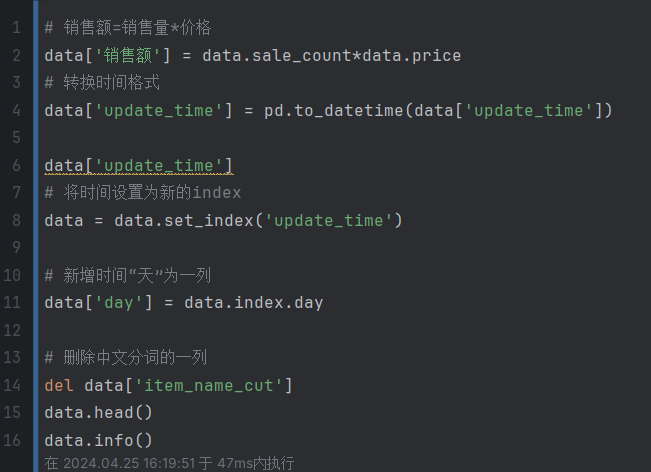 1 # 销售额=销售量*价格
2 data['销售额'] = data.sale_count*data.price
3 # 转换时间格式
4 data['update_time'] = pd.to_datetime(data['update_time'])
5
6 data['update_time']
7 # 将时间设置为新的index
8 data = data.set_index('update_time')
9
10 # 新增时间“天”为一列
11 data['day'] = data.index.day
12
13 # 删除中文分词的一列
14 del data['item_name_cut']
15 data.head()
16 data.info()
在 2024.04.25 16:19:51 于 47ms内执行